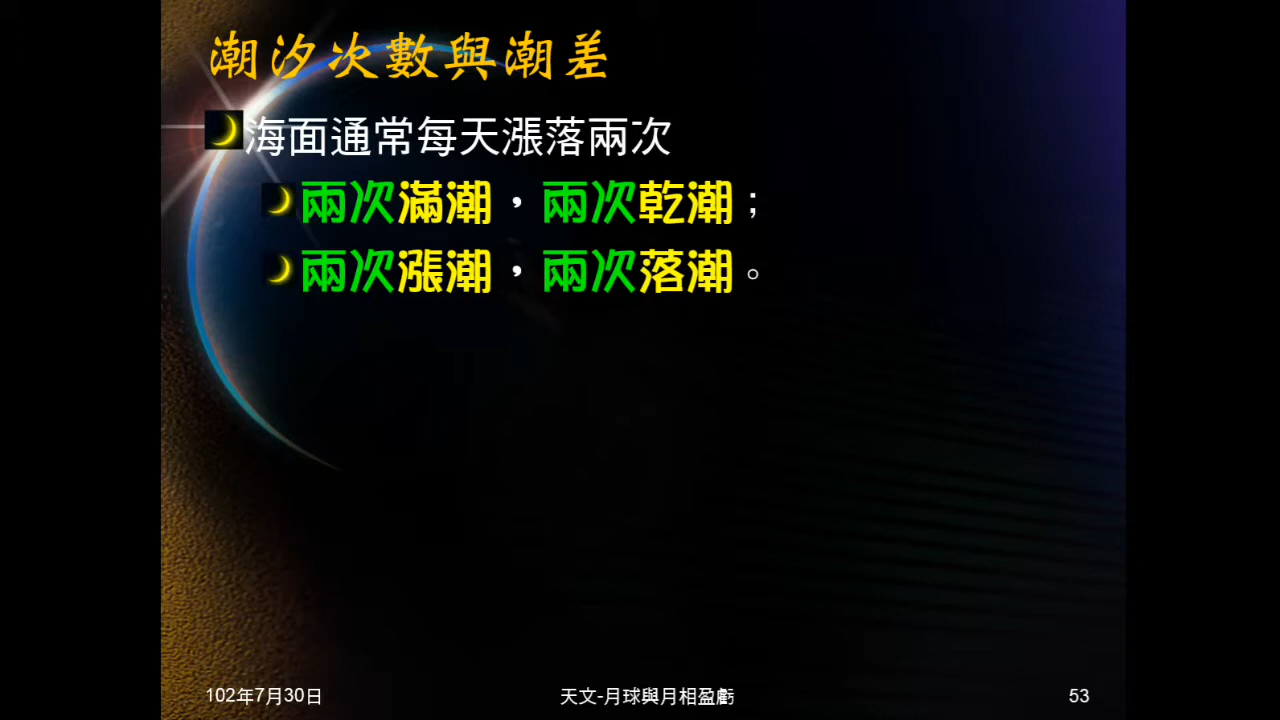 潮汐次數與潮差
海面通常每天漲落兩次
兩次滿潮，兩次乾潮；
兩次漲潮，兩次落潮。
102年7月30日
天文-月球與月相盈虧
53